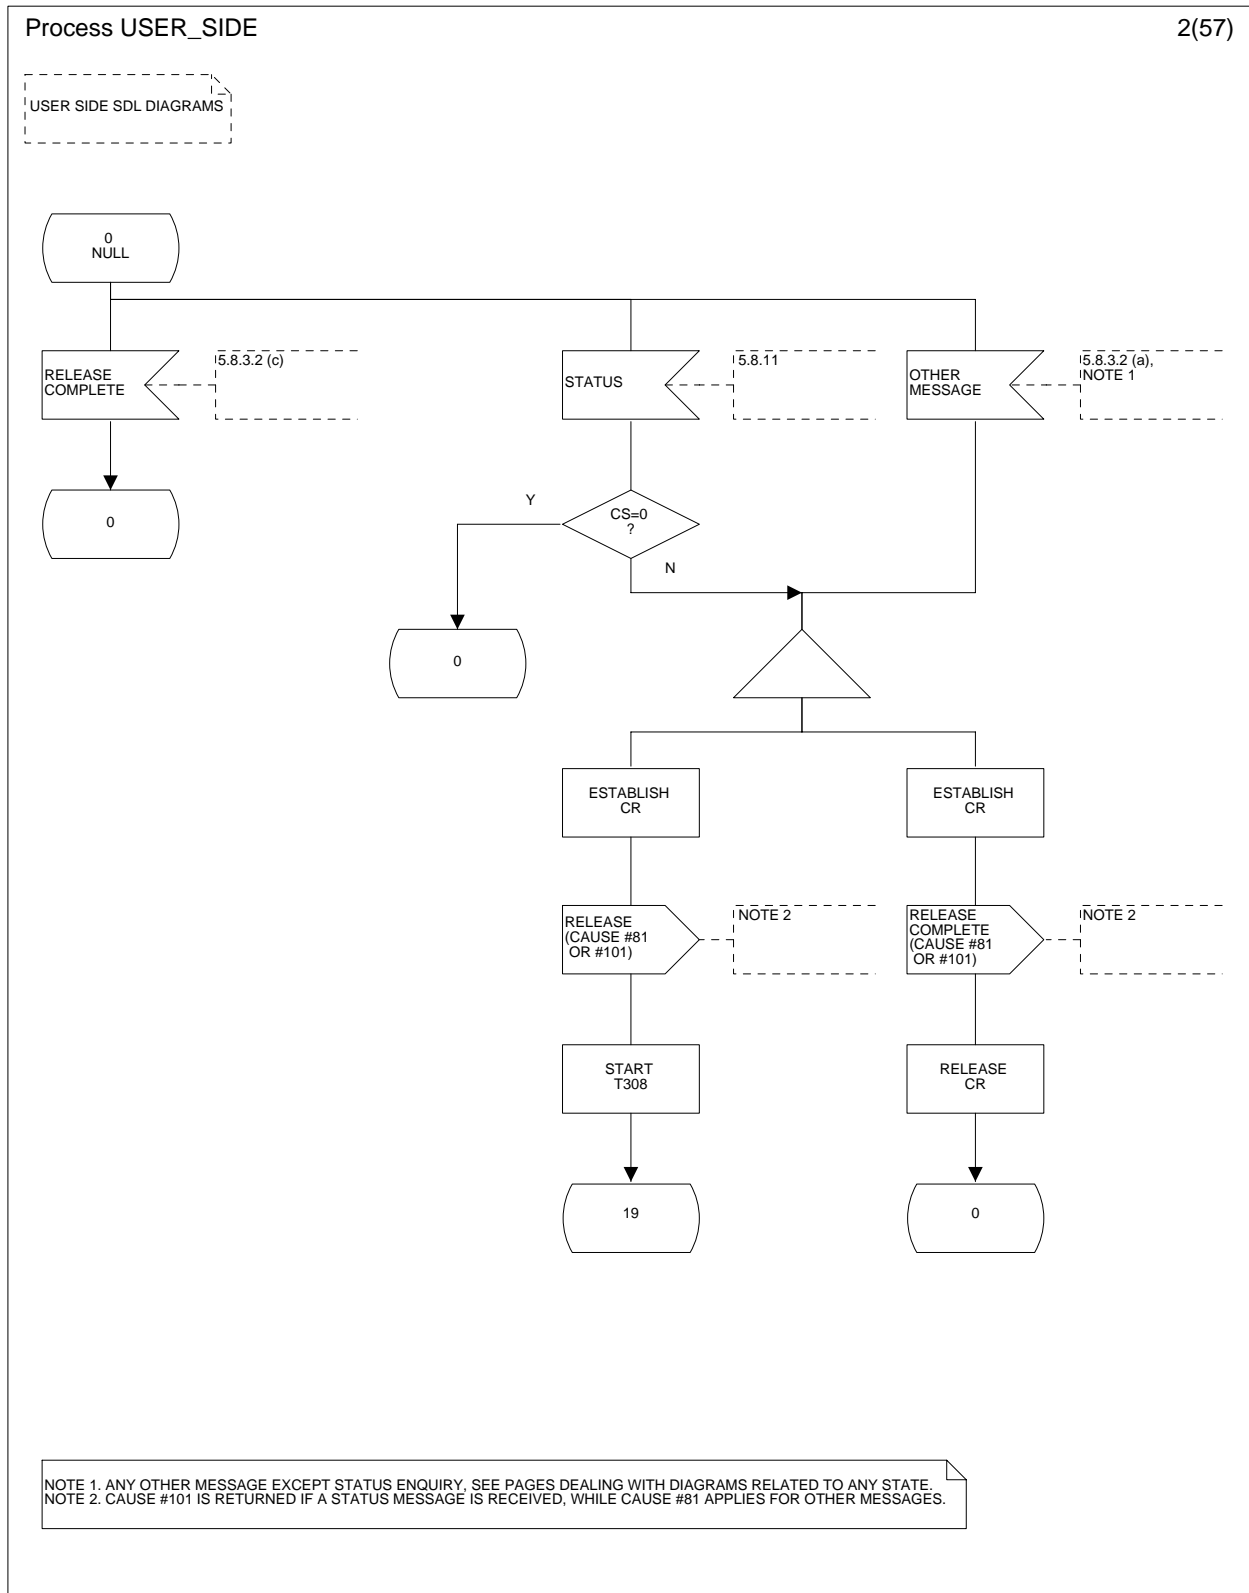 Process USER_SIDE
2(57)
USER SIDE SDL DIAGRAMS
0
NULL
RELEASE
COMPLETE
5.8.3.2 (c)
STATUS
5.8.11
OTHER
MESSAGE
5.8.3.2 (a),
NOTE 1
0
Y
CS=0
?
N
0
ESTABLISH
CR
ESTABLISH
CR
RELEASE
(CAUSE #81
OR #101)
NOTE 2
RELEASE
COMPLETE
(CAUSE #81
OR #101)
NOTE 2
START
T308
RELEASE
CR
19
0
NOTE 1. ANY OTHER MESSAGE EXCEPT STATUS ENQUIRY, SEE PAGES DEALING WITH DIAGRAMS RELATED TO ANY STATE.
NOTE 2. CAUSE #101 IS RETURNED IF A STATUS MESSAGE IS RECEIVED, WHILE CAUSE #81 APPLIES FOR OTHER MESSAGES.